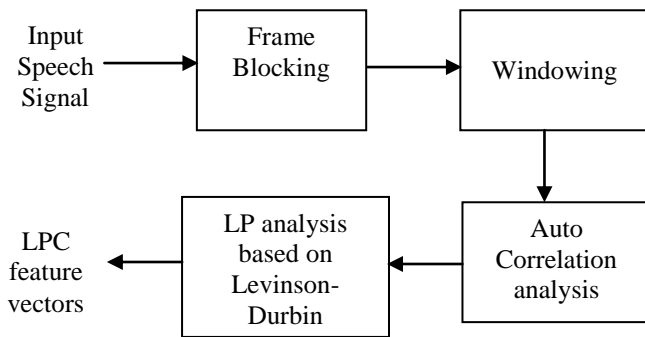 Input
Speech
Signal
Frame
Blocking
Windowing
Auto
Correlation
analysis
LP analysis
based on
Levinson-
Durbin
LPC
feature
vectors